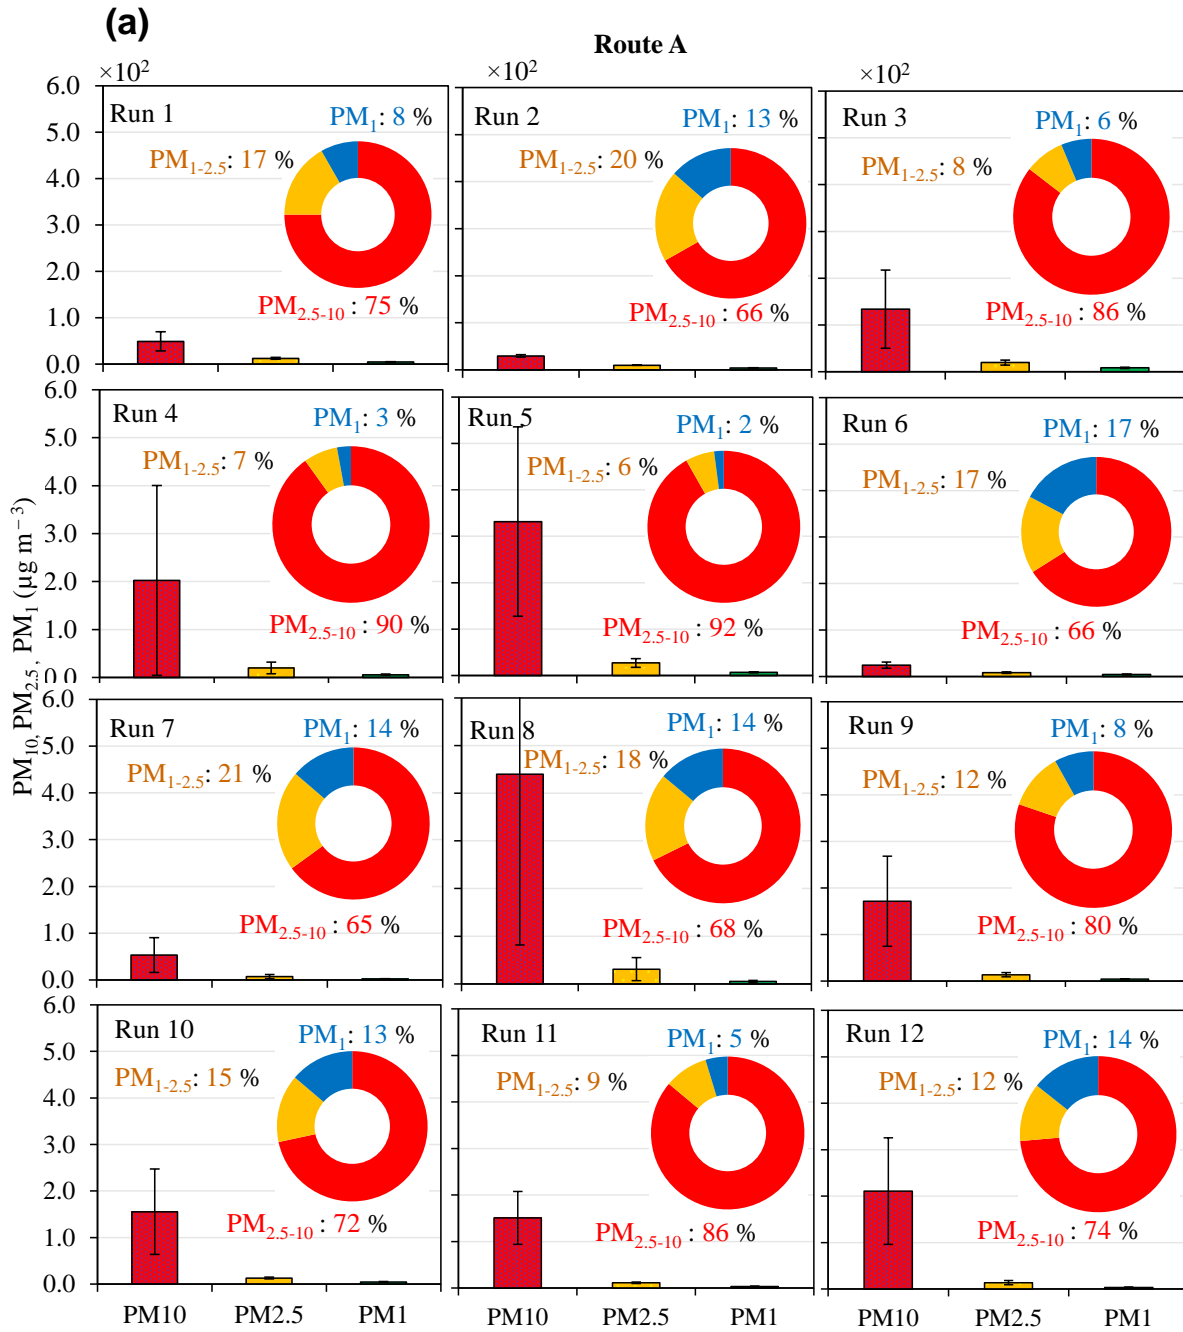 (a)
Route A
×10²
×10²
×10²
PM₁₀, PM₂.₅, PM₁ (µg m⁻³)
6.0
5.0
4.0
3.0
2.0
1.0
0.0
Run 1
PM₁: 8 %
PM₁₋₂.₅: 17 %
PM₂.₅₋₁₀ : 75 %
Run 2
PM₁: 13 %
PM₁₋₂.₅: 20 %
PM₂.₅₋₁₀ : 66 %
Run 3
PM₁: 6 %
PM₁₋₂.₅: 8 %
PM₂.₅₋₁₀ : 86 %
6.0
5.0
4.0
3.0
2.0
1.0
0.0
Run 4
PM₁: 3 %
PM₁₋₂.₅: 7 %
PM₂.₅₋₁₀ : 90 %
Run 5
PM₁: 2 %
PM₁₋₂.₅: 6 %
PM₂.₅₋₁₀ : 92 %
Run 6
PM₁: 17 %
PM₁₋₂.₅: 17 %
PM₂.₅₋₁₀ : 66 %
6.0
5.0
4.0
3.0
2.0
1.0
0.0
Run 7
PM₁: 14 %
PM₁₋₂.₅: 21 %
PM₂.₅₋₁₀ : 65 %
Run 8
PM₁: 14 %
PM₁₋₂.₅: 18 %
PM₂.₅₋₁₀ : 68 %
Run 9
PM₁: 8 %
PM₁₋₂.₅: 12 %
PM₂.₅₋₁₀ : 80 %
6.0
5.0
4.0
3.0
2.0
1.0
0.0
Run 10
PM₁: 13 %
PM₁₋₂.₅: 15 %
PM₂.₅₋₁₀ : 72 %
Run 11
PM₁: 5 %
PM₁₋₂.₅: 9 %
PM₂.₅₋₁₀ : 86 %
Run 12
PM₁: 14 %
PM₁₋₂.₅: 12 %
PM₂.₅₋₁₀ : 74 %
PM10 PM2.5 PM1
PM10 PM2.5 PM1
PM10 PM2.5 PM1